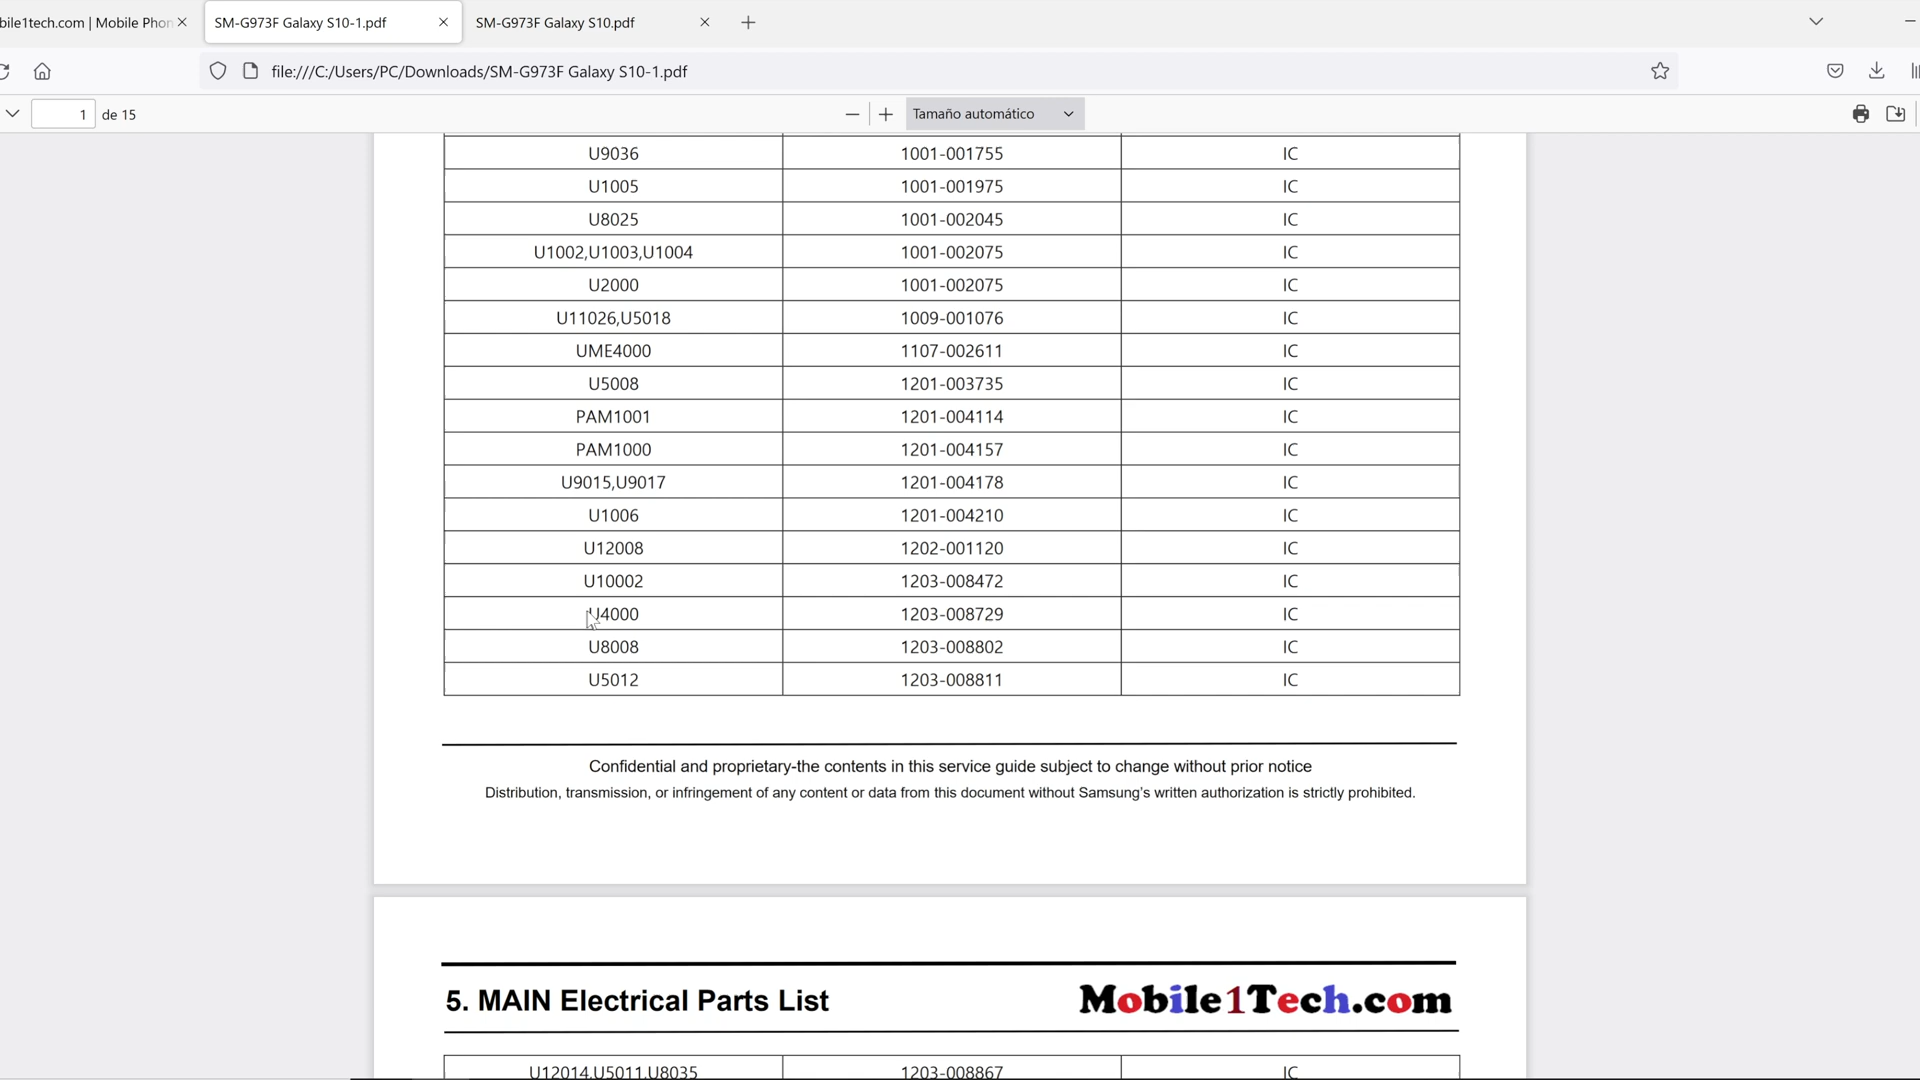 bile1tech.com | Mobile Phon
SM-G973F Galaxy S10-1.pdf
SM-G973F Galaxy S10.pdf
file:///C:/Users/PC/Downloads/SM-G973F Galaxy S10-1.pdf
1 de 15
Tamaño automático
U9036 1001-001755 IC
U1005 1001-001975 IC
U8025 1001-002045 IC
U1002,U1003,U1004 1001-002075 IC
U2000 1001-002075 IC
U11026,U5018 1009-001076 IC
UME4000 1107-002611 IC
U5008 1201-003735 IC
PAM1001 1201-004114 IC
PAM1000 1201-004157 IC
U9015,U9017 1201-004178 IC
U1006 1201-004210 IC
U12008 1202-001120 IC
U10002 1203-008472 IC
U4000 1203-008729 IC
U8008 1203-008802 IC
U5012 1203-008811 IC
Confidential and proprietary-the contents in this service guide subject to change without prior notice
Distribution, transmission, or infringement of any content or data from this document without Samsung's written authorization is strictly prohibited.
5. MAIN Electrical Parts List
Mobile1Tech.com
U12014,U5011,U8035 1203-008867 IC